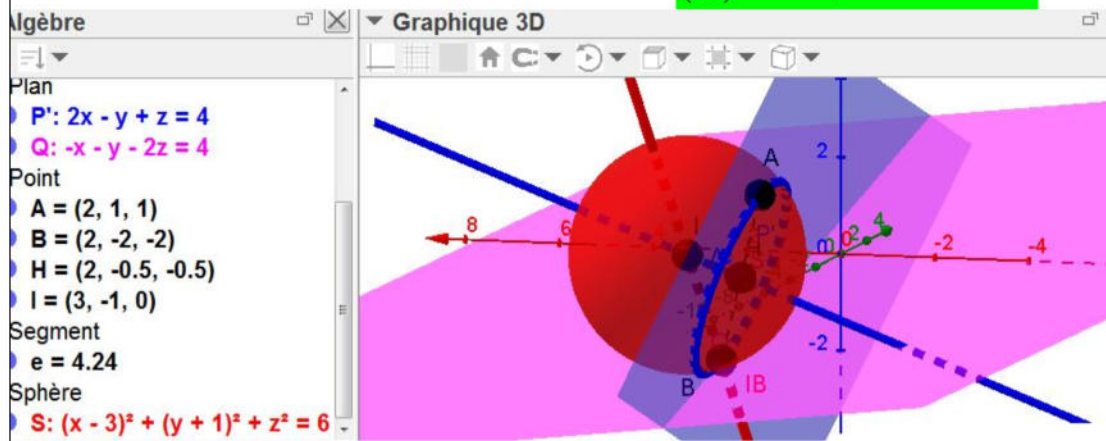 Algèbre
Graphique 3D
Plan
P': 2x - y + z = 4
Q: -x - y - 2z = 4
Point
A = (2, 1, 1)
B = (2, -2, -2)
H = (2, -0.5, -0.5)
I = (3, -1, 0)
Segment
e = 4.24
Sphère
S: (x - 3)² + (y + 1)² + z² = 6
A
B
IB
8
6
2
0
0
2
4
-2
-4
-2